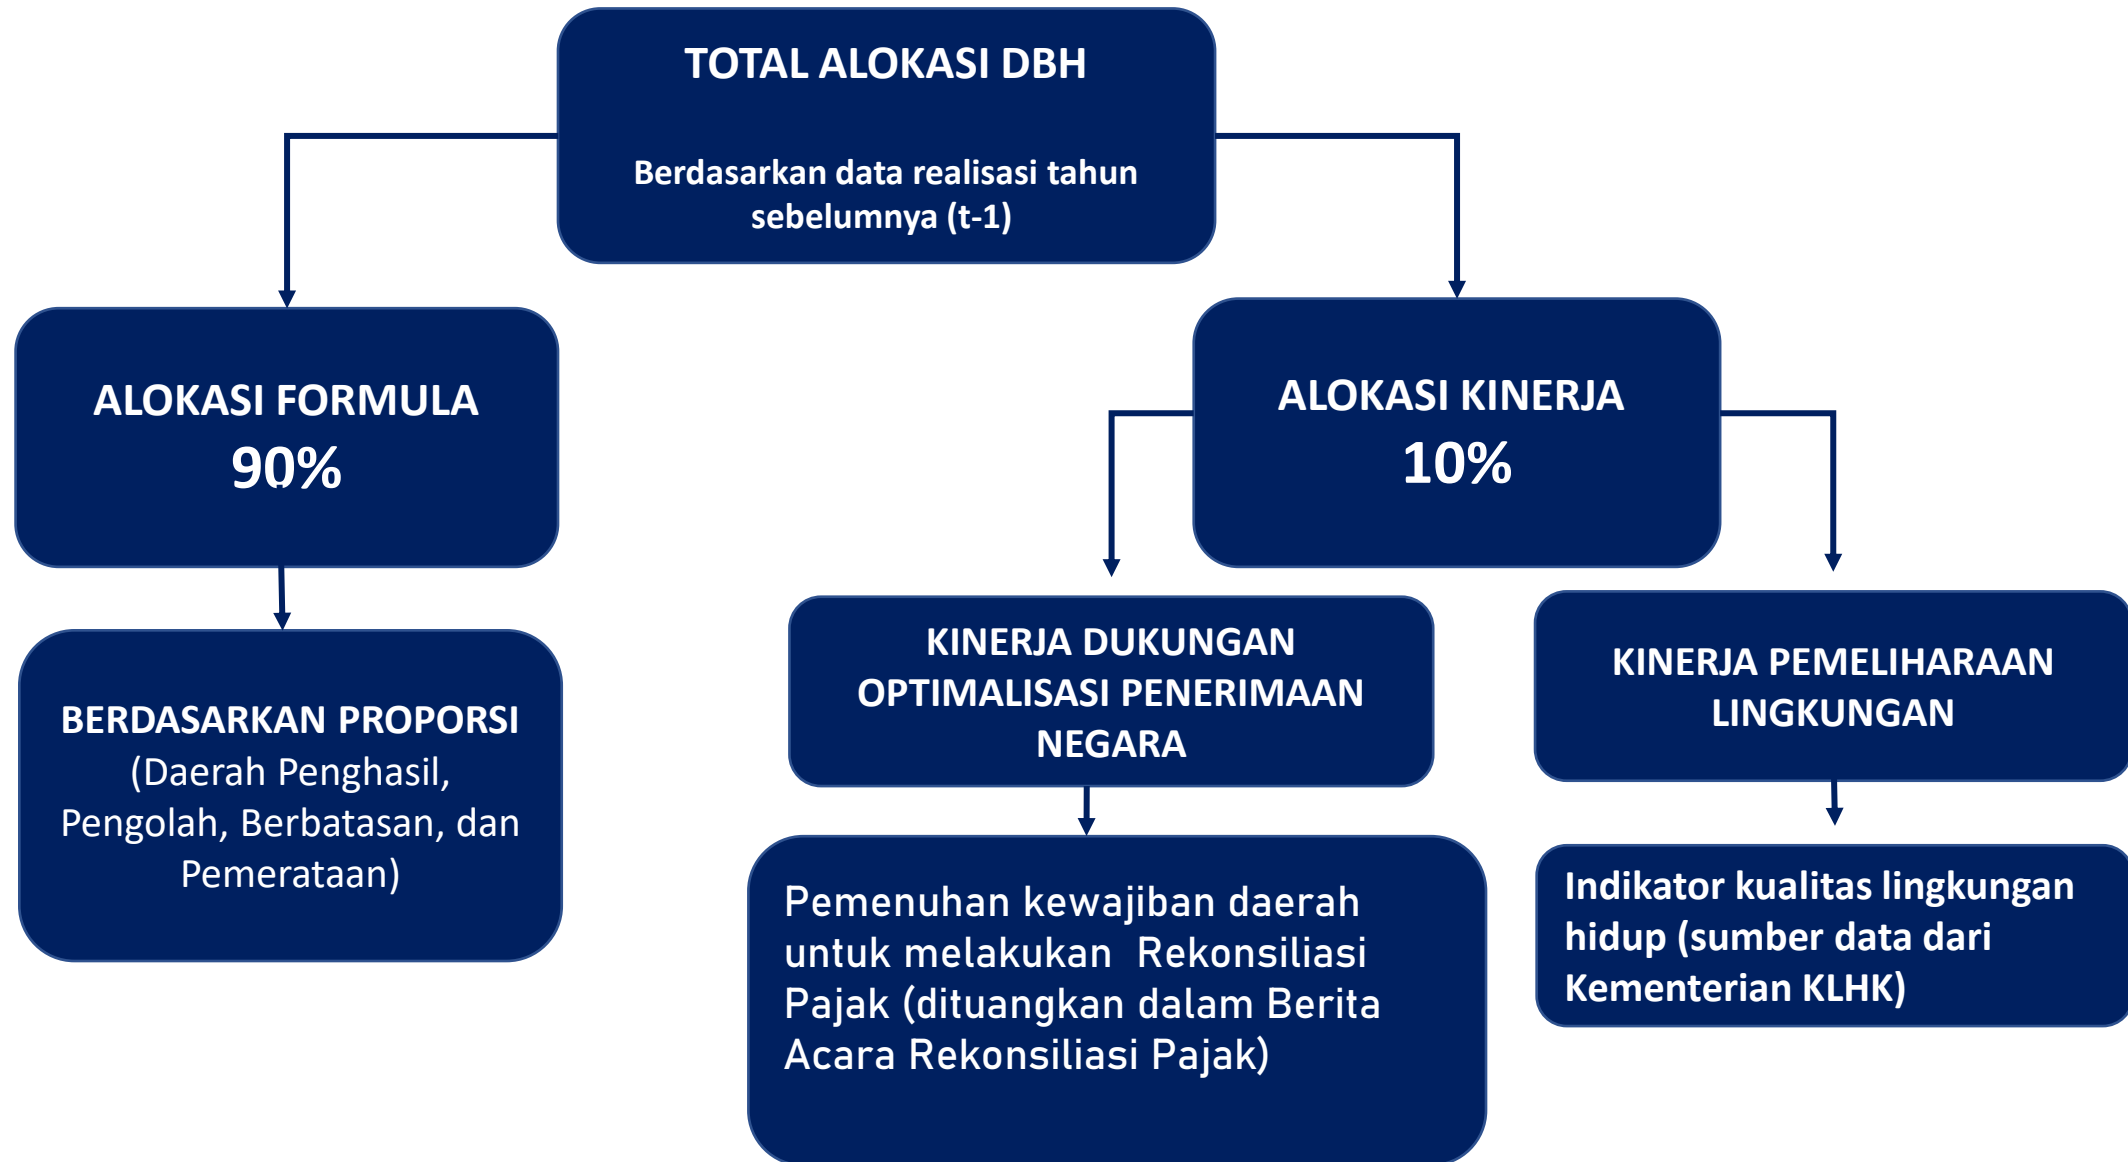 TOTAL ALOKASI DBH
Berdasarkan data realisasi tahun
sebelumnya (t-1)
ALOKASI FORMULA
90%
ALOKASI KINERJA
10%
BERDASARKAN PROPORSI
(Daerah Penghasil,
Pengolah, Berbatasan, dan
Pemerataan)
KINERJA DUKUNGAN
OPTIMALISASI PENERIMAAN
NEGARA
KINERJA PEMELIHARAAN
LINGKUNGAN
Pemenuhan kewajiban daerah
untuk melakukan  Rekonsiliasi
Pajak (dituangkan dalam Berita
Acara Rekonsiliasi Pajak)
Indikator kualitas lingkungan
hidup (sumber data dari
Kementerian KLHK)